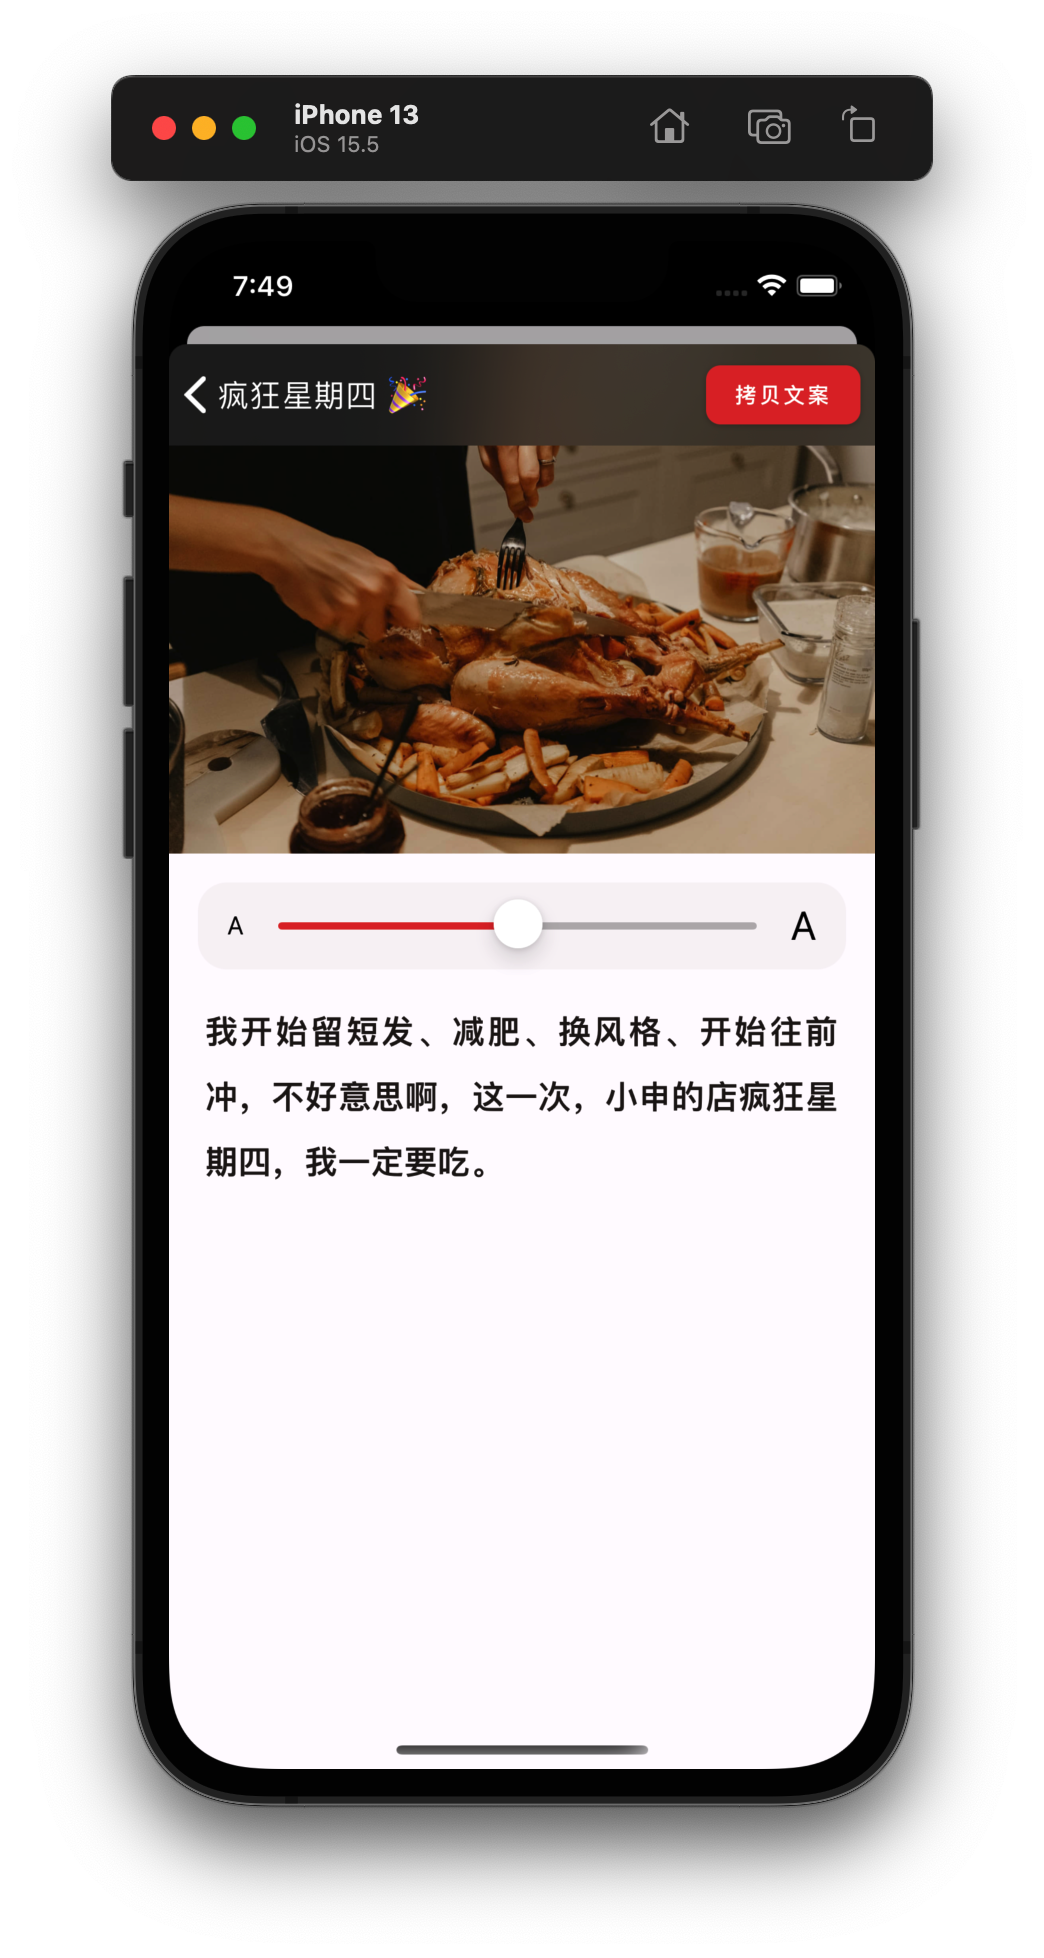 iPhone 13
iOS 15.5
7:49
疯狂星期四 🎉
拷贝文案
A
A
我开始留短发、减肥、换风格、开始往前
冲，不好意思啊，这一次，小申的店疯狂星
期四，我一定要吃。